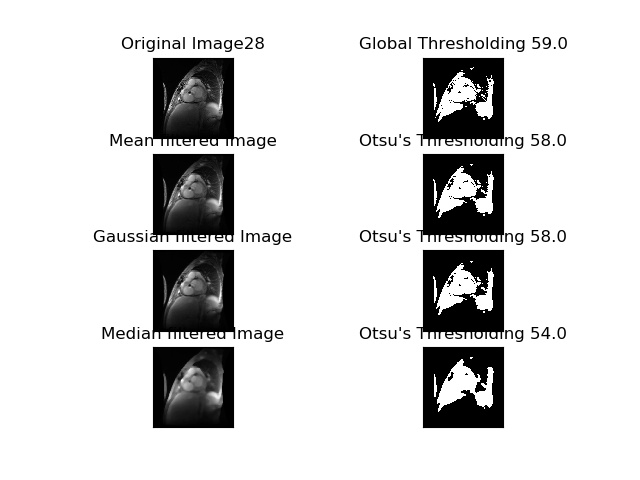 Original Image28
Global Thresholding 59.0
Mean filtered Image
Otsu's Thresholding 58.0
Gaussian filtered Image
Otsu's Thresholding 58.0
Median filtered Image
Otsu's Thresholding 54.0